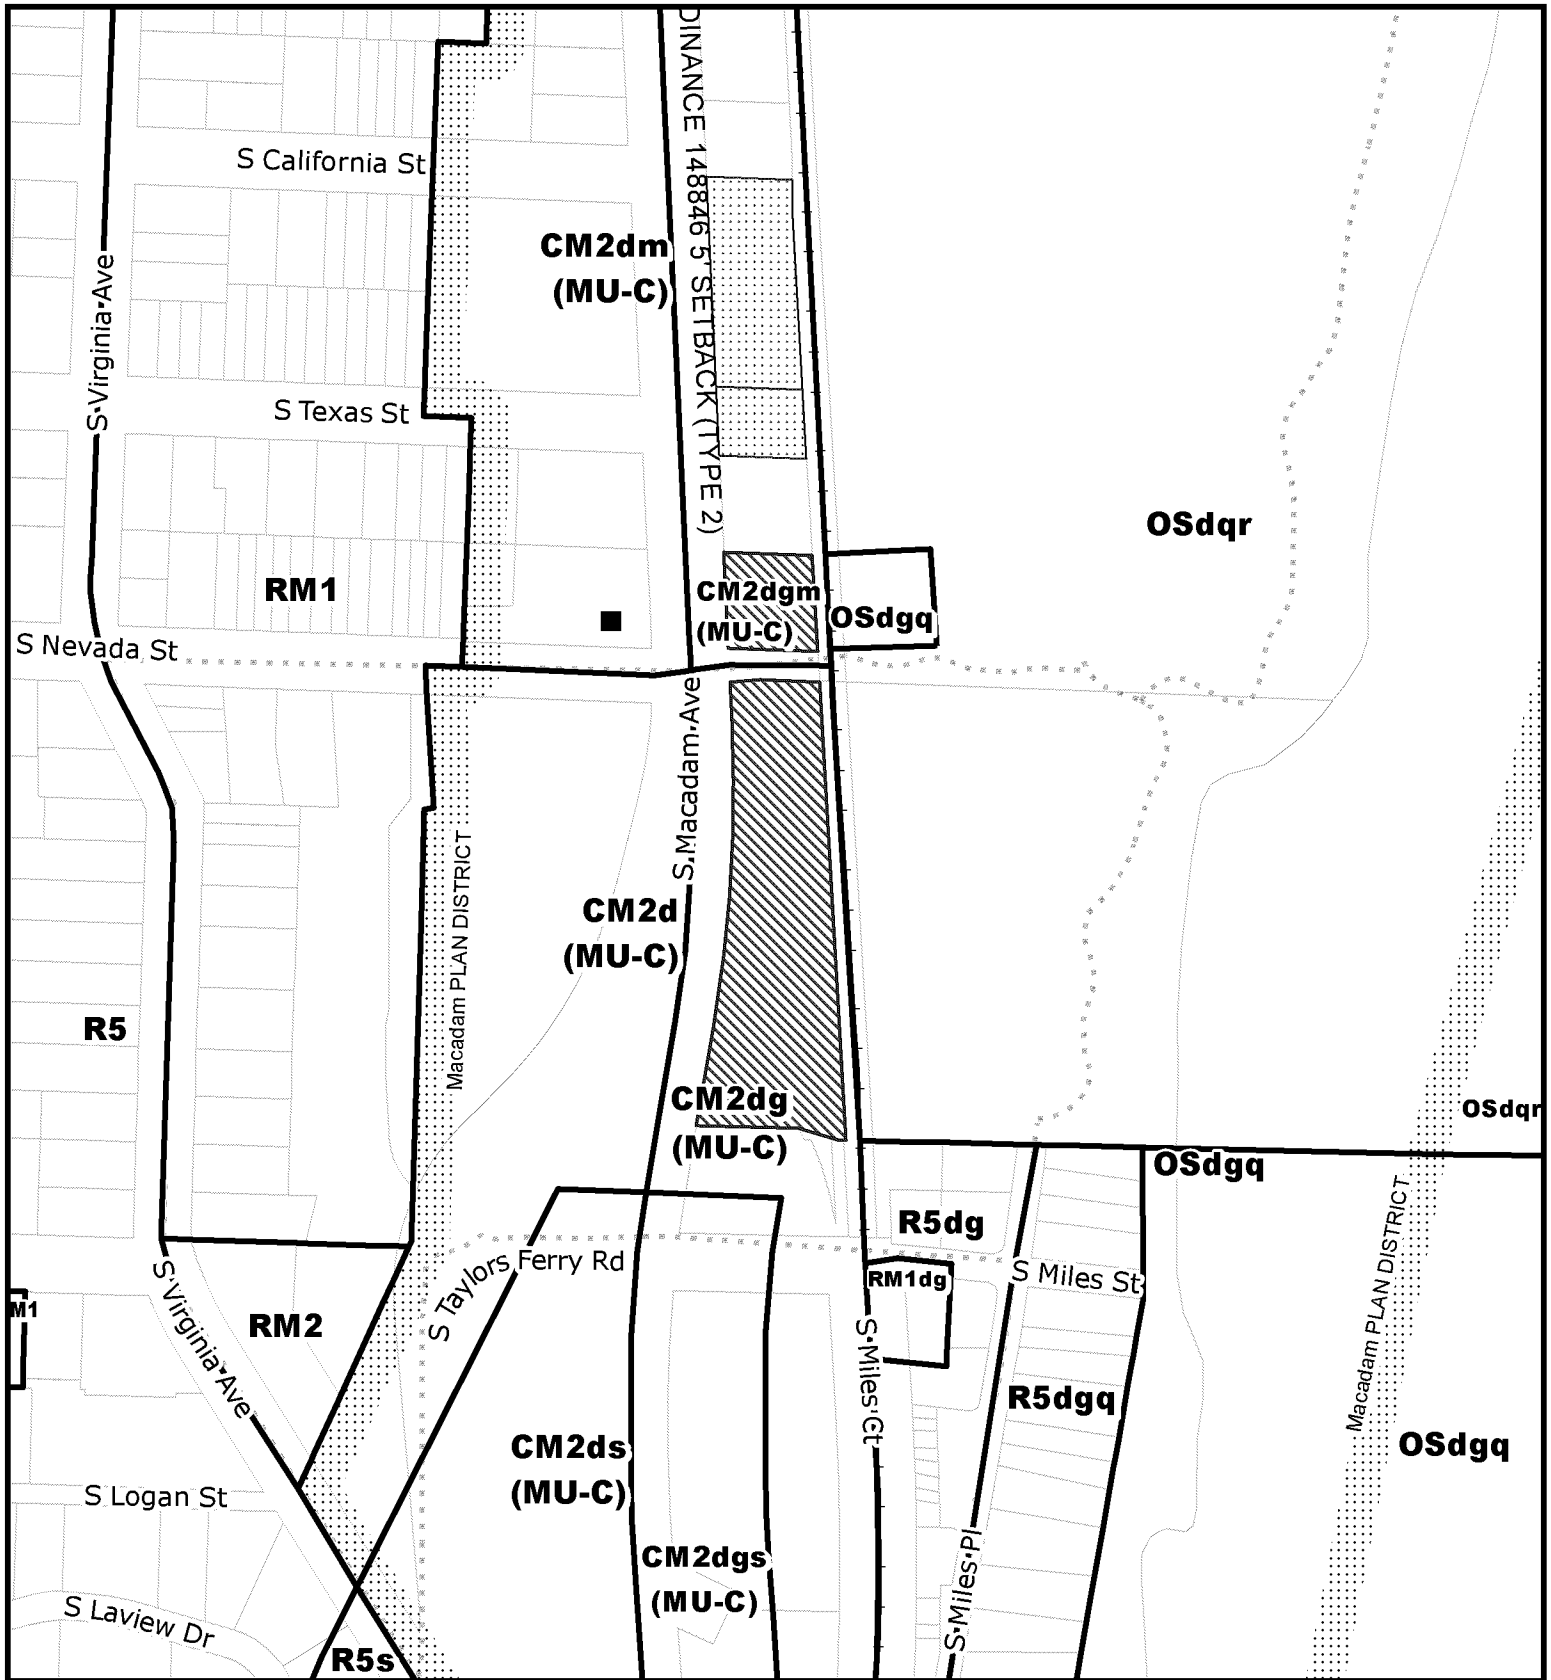 DINANCE 148846 5' SETBACK (TYPE 2)
S California St
CM2dm
(MU-C)
S Virginia Ave
S Texas St
OSdqr
RM1
CM2dgm
(MU-C)
OSdgq
S Nevada St
S Macadam Ave
Macadam PLAN DISTRICT
CM2d
(MU-C)
R5
CM2dg
(MU-C)
OSdqr
OSdgq
R5dg
S Taylors Ferry Rd
S Miles St
RM1dg
M1
RM2
S Virginia Ave
S Miles Ct
Macadam PLAN DISTRICT
R5dgq
CM2ds
(MU-C)
OSdgq
S Logan St
CM2dgs
(MU-C)
S Miles Pl
S Laview Dr
R5s